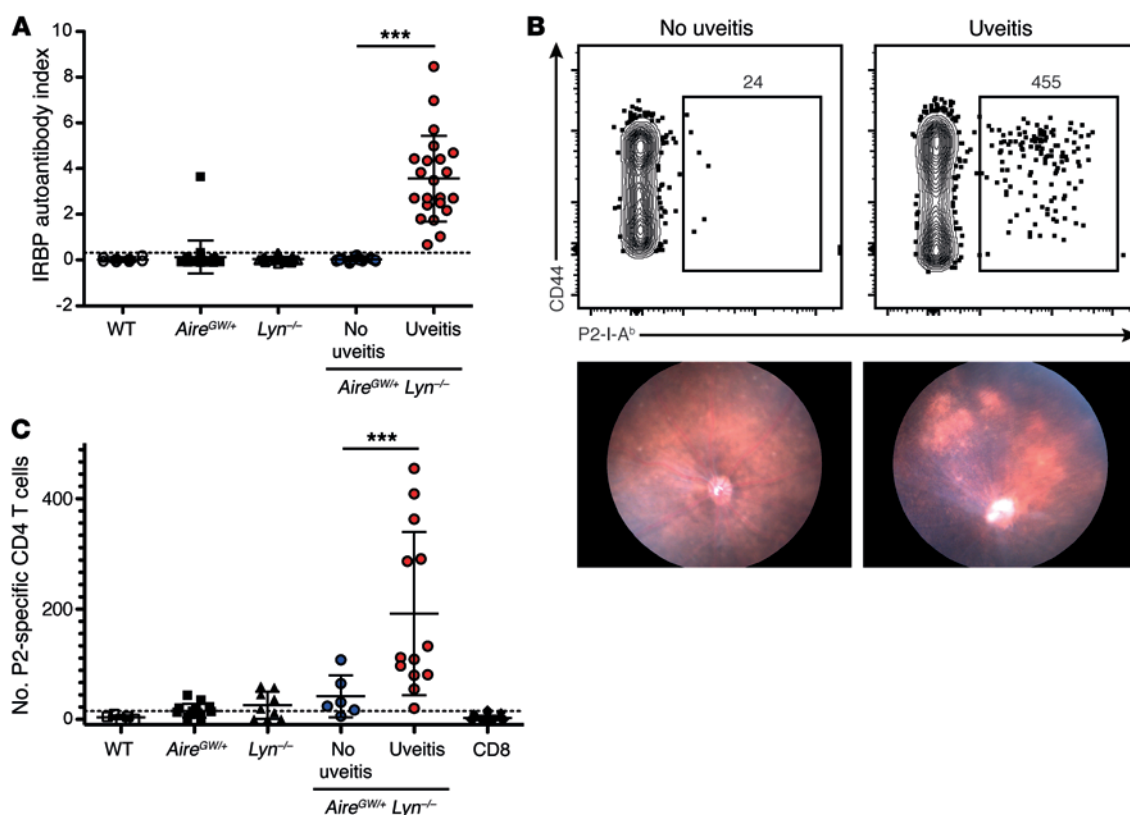 A
IRBP autoantibody index
10
8
6
4
2
0
-2
***
WT
Aire^GW/+
Lyn^–/–
No uveitis
Uveitis
Aire^GW/+ Lyn^–/–
B
No uveitis
Uveitis
24
455
CD44
P2-I-A^b
C
No. P2-specific CD4 T cells
400
200
0
***
WT
Aire^GW/+
Lyn^–/–
No uveitis
Uveitis
CD8
Aire^GW/+ Lyn^–/–